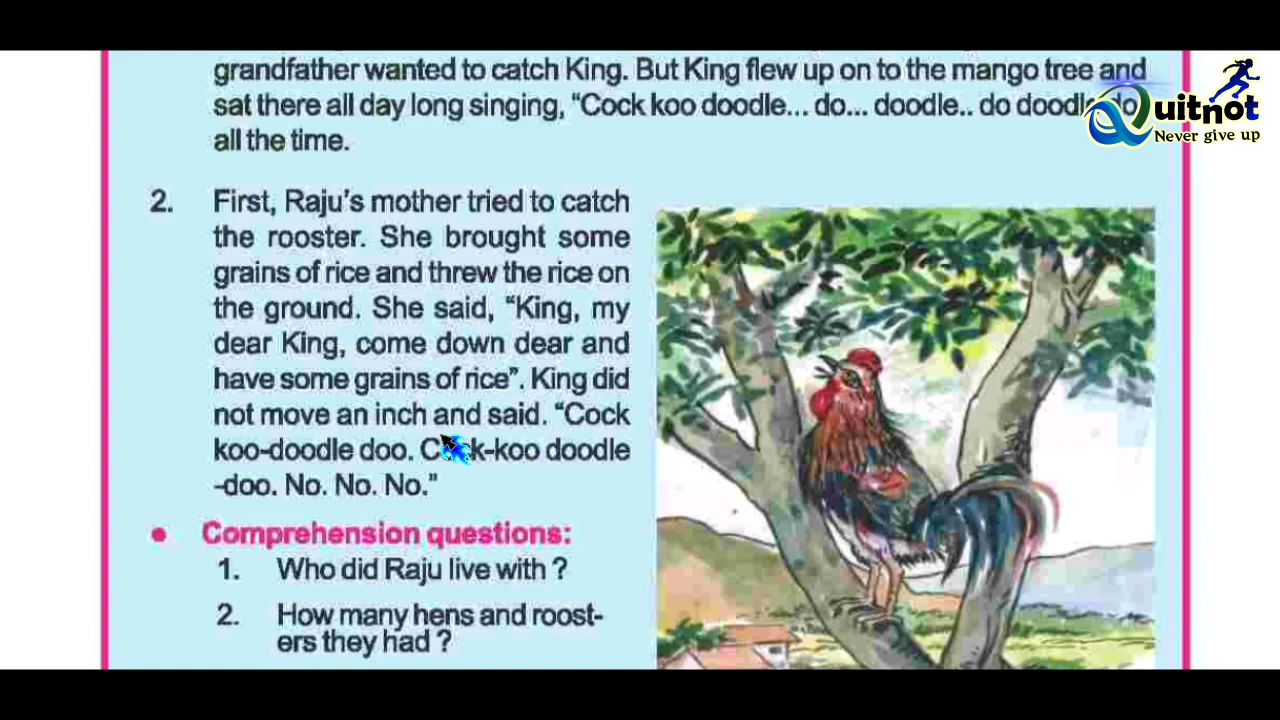 grandfather wanted to catch King. But King flew up on to the mango tree and
sat there all day long singing, “Cock koo doodle... do... doodle.. do doodle do
all the time.
2. First, Raju's mother tried to catch
the rooster. She brought some
grains of rice and threw the rice on
the ground. She said, “King, my
dear King, come down dear and
have some grains of rice”. King did
not move an inch and said. “Cock
koo-doodle doo. Cock-koo doodle
-doo. No. No. No.”
• Comprehension questions:
1. Who did Raju live with ?
2. How many hens and roost-
ers they had ?
Quitnot
Never give up